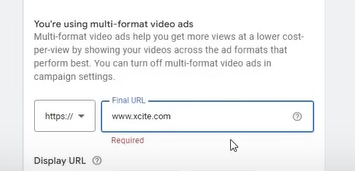 You're using multi-format video ads
Multi-format video ads help you get more views at a lower cost-
per-view by showing your videos across the ad formats that
perform best. You can turn off multi-format video ads in
campaign settings.
Final URL
https:// www.xcite.com
Required
Display URL